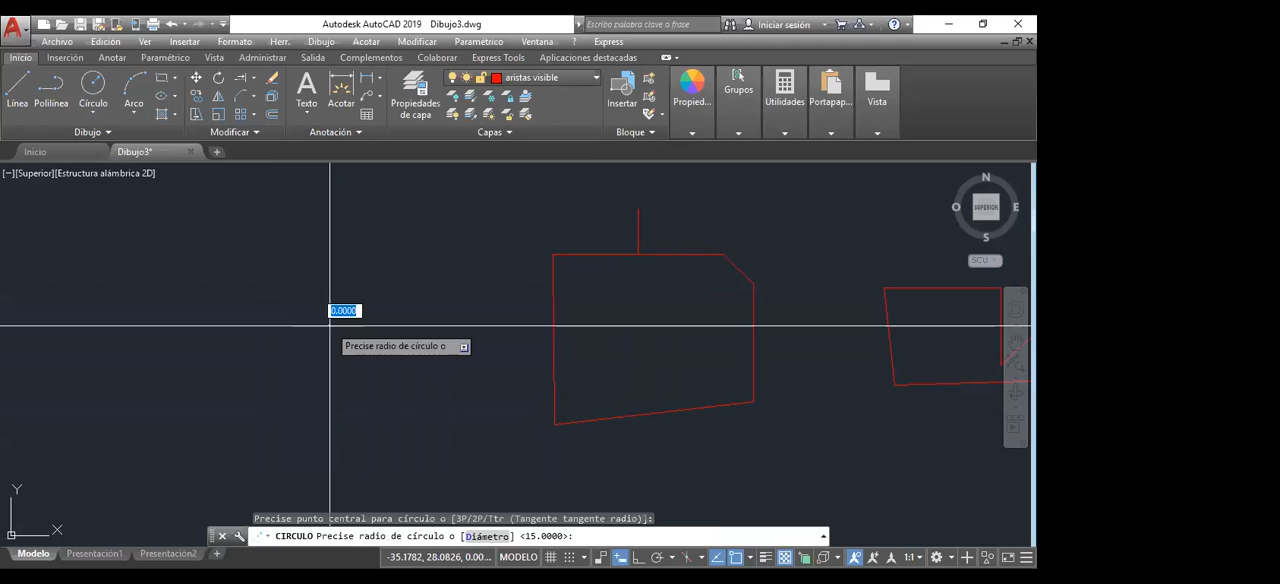 Autodesk AutoCAD 2019 Dibujo3.dwg
Escriba palabra clave o frase
Iniciar sesión
Archivo Edición Ver Insertar Formato Herr. Dibujo Acotar Modificar Paramétrico Ventana ? Express
Inicio Inserción Anotar Paramétrico Vista Administrar Salida Complementos Colaborar Express Tools Aplicaciones destacadas
aristas visible
Línea Polilínea Círculo Arco
Texto Acotar
Propiedades de capa
Insertar
Propied... Grupos Utilidades Portapap... Vista
Dibujo Modificar Anotación Capas Bloque
Inicio Dibujo3*
[−][Superior][Estructura alámbrica 2D]
N
O SUPERIOR E
S
SCU
0.0000
Precise radio de círculo o
Y
X
Precise punto central para círculo o [3P/2P/Ttr (Tangente tangente radio)]:
CIRCULO Precise radio de círculo o [Diámetro] <15.0000>:
Modelo Presentación1 Presentación2 +
-35.1782, 28.0826, 0.00... MODELO 1:1